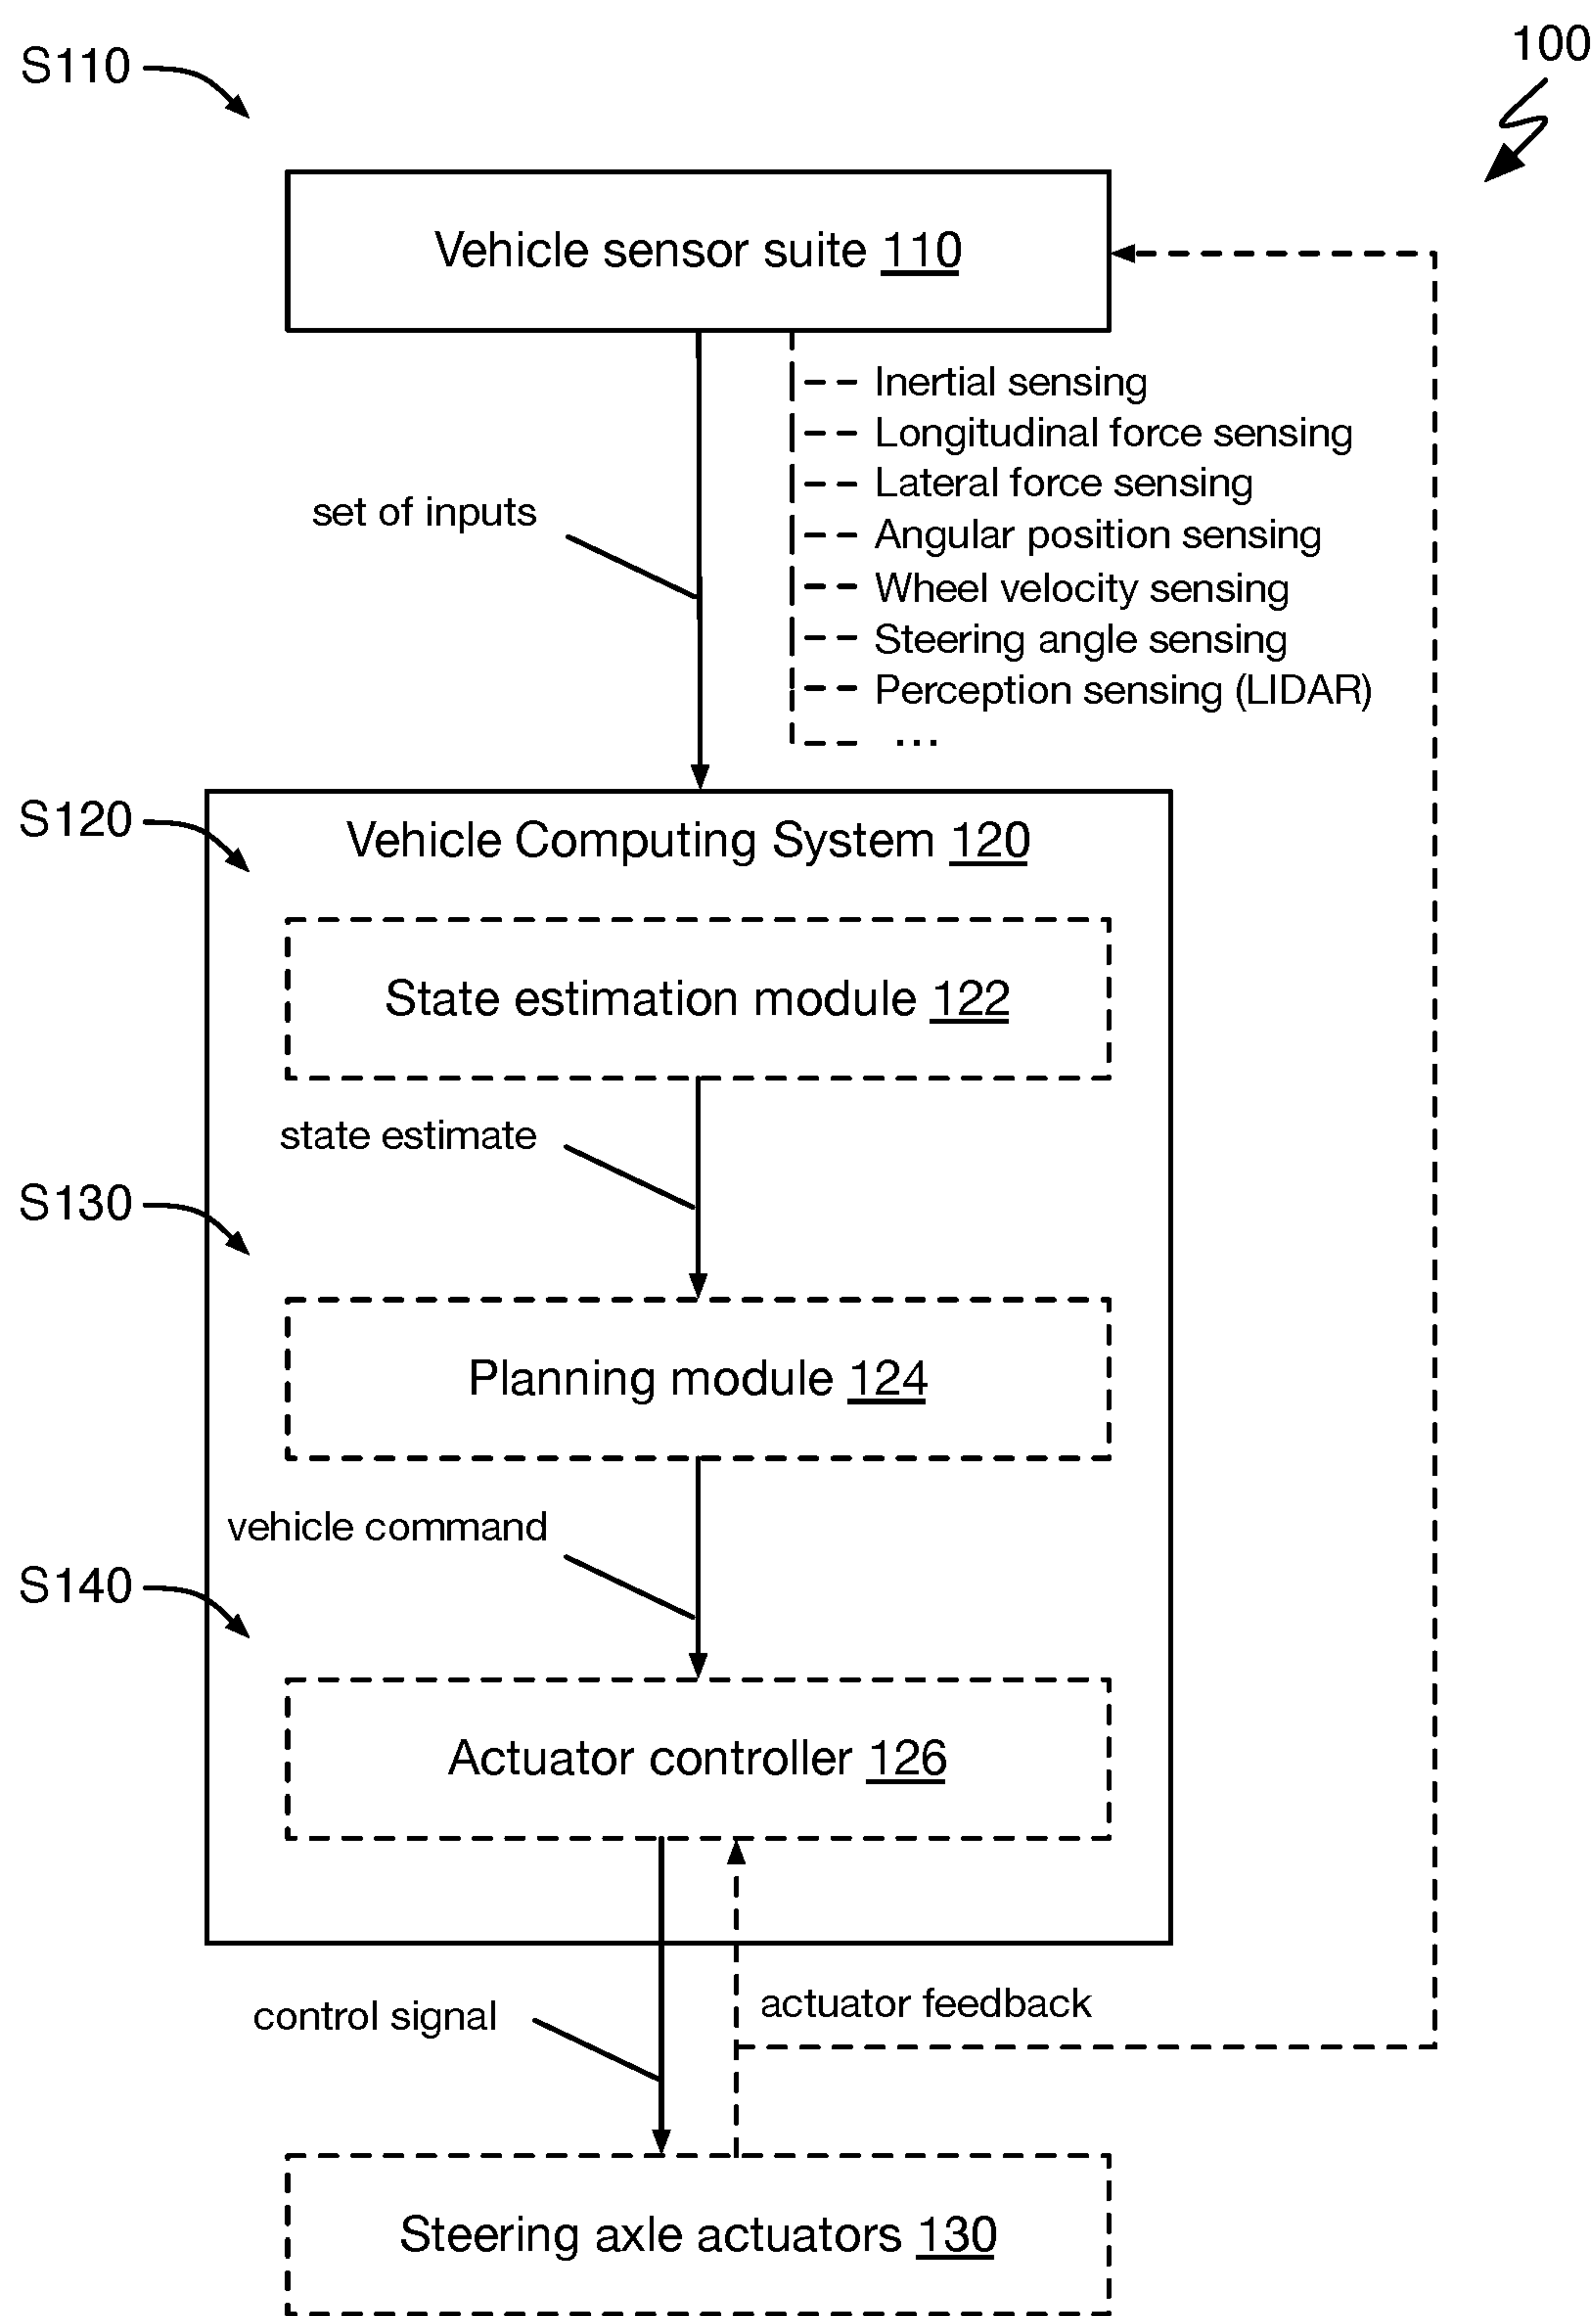 100
S110
Vehicle sensor suite 110
Inertial sensing
Longitudinal force sensing
Lateral force sensing
set of inputs
Angular position sensing
Wheel velocity sensing
Steering angle sensing
Perception sensing (LIDAR)
...
S120
Vehicle Computing System 120
State estimation module 122
state estimate
S130
Planning module 124
vehicle command
S140
Actuator controller 126
control signal
actuator feedback
Steering axle actuators 130